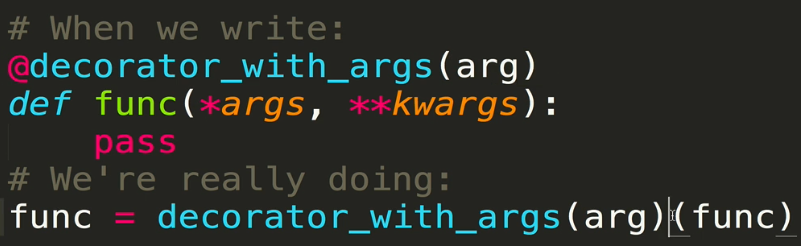 # When we write:
@decorator_with_args(arg)
def func(*args, **kwargs):
    pass
# We're really doing:
func = decorator_with_args(arg)(func)